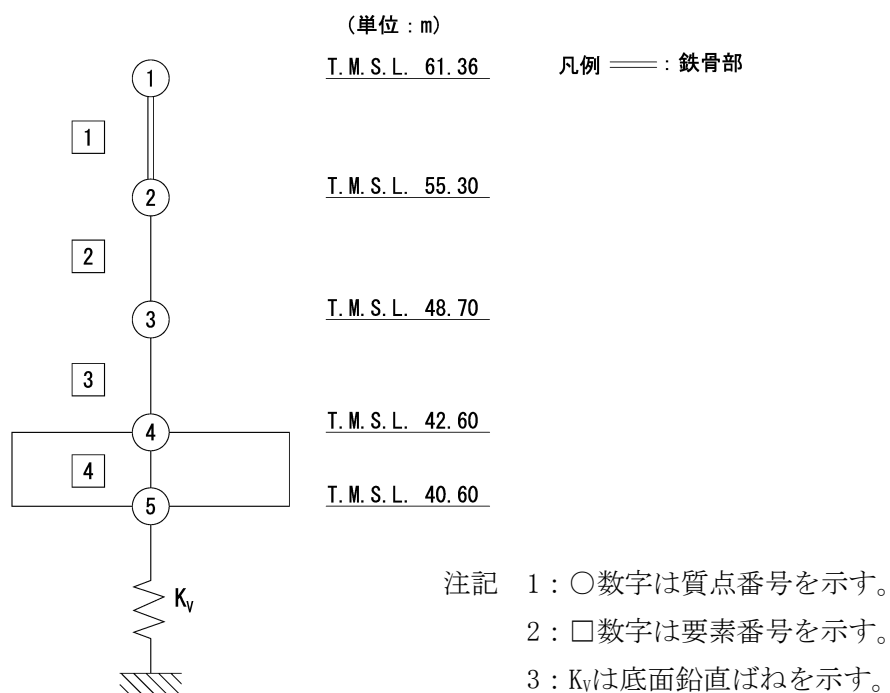 (単位：m)
① T.M.S.L. 61.36 凡例 ：鉄骨部
1
② T.M.S.L. 55.30
2
③ T.M.S.L. 48.70
3
④ T.M.S.L. 42.60
4
⑤ T.M.S.L. 40.60
Kv
注記 1：○数字は質点番号を示す。
2：□数字は要素番号を示す。
3：Kvは底面鉛直ばねを示す。